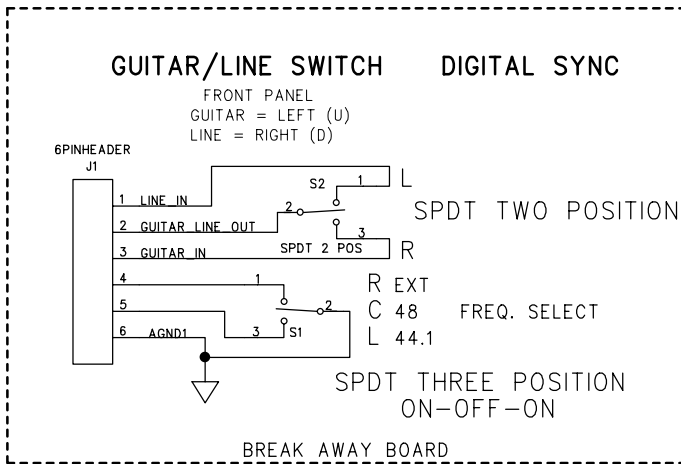 GUITAR/LINE SWITCH DIGITAL SYNC
FRONT PANEL
GUITAR = LEFT (U)
LINE = RIGHT (D)
6PINHEADER
J1
1 LINE_IN
2 GUITAR_LINE_OUT
3 GUITAR_IN
4
5
6 AGND1
S2
1
2
3
SPDT 2 POS
L
R
SPDT TWO POSITION
1
2
3
S1
R EXT
C 48 FREQ. SELECT
L 44.1
SPDT THREE POSITION
ON-OFF-ON
BREAK AWAY BOARD